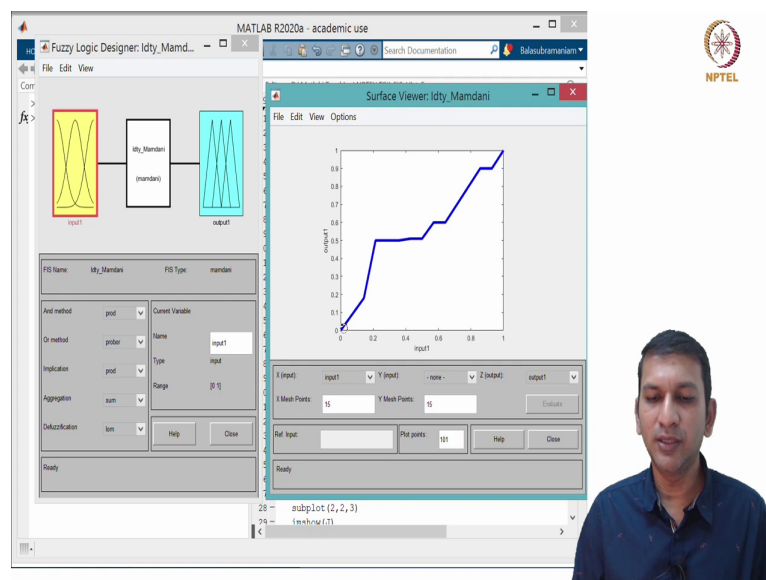 MATLAB R2020a - academic use
Fuzzy Logic Designer: Idty_Mamd...
File Edit View
Idty_Mamdani
(mamdani)
input1
output1
FIS Name: Idty_Mamdani FIS Type: mamdani
And method prod
Or method probor
Implication prod
Aggregation sum
Defuzzification lom
Current Variable
Name input1
Type input
Range [0 1]
Help Close
Ready
Search Documentation
Balasubramaniam
Surface Viewer: Idty_Mamdani
File Edit View Options
1
0.9
0.8
0.7
0.6
0.5
0.4
0.3
0.2
0.1
0
output1
0 0.2 0.4 0.6 0.8 1
input1
X (input): input1 Y (input): - none - Z (output): output1
X Mesh Points: 15 Y Mesh Points: 15 Evaluate
Ref. Input: Plot points: 101 Help Close
Ready
28 - subplot(2,2,3)
29 - imshow(J)
fx >
NPTEL